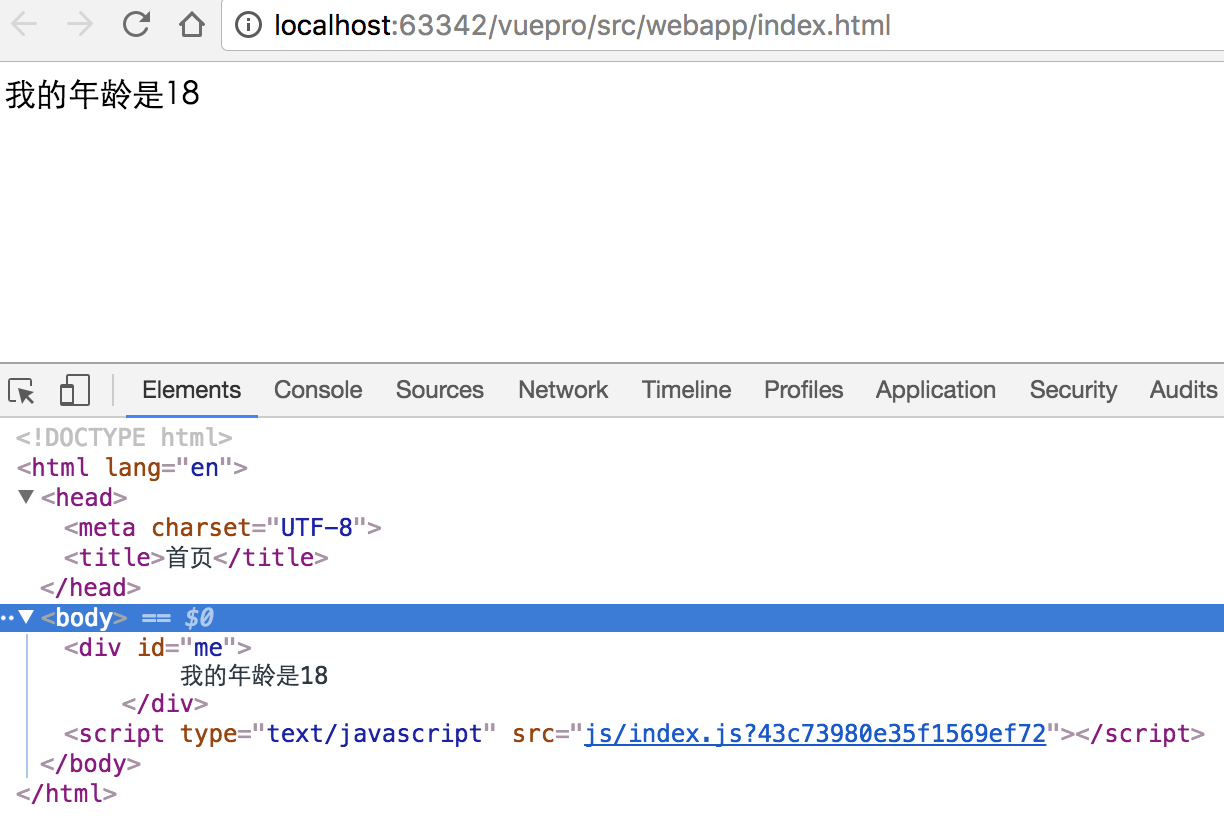 localhost:63342/vuepro/src/webapp/index.html
我的年龄是18
Elements Console Sources Network Timeline Profiles Application Security Audits
<!DOCTYPE html>
<html lang="en">
<head>
<meta charset="UTF-8">
<title>首页</title>
</head>
<body> == $0
<div id="me">
我的年龄是18
</div>
<script type="text/javascript" src="js/index.js?43c73980e35f1569ef72"></script>
</body>
</html>